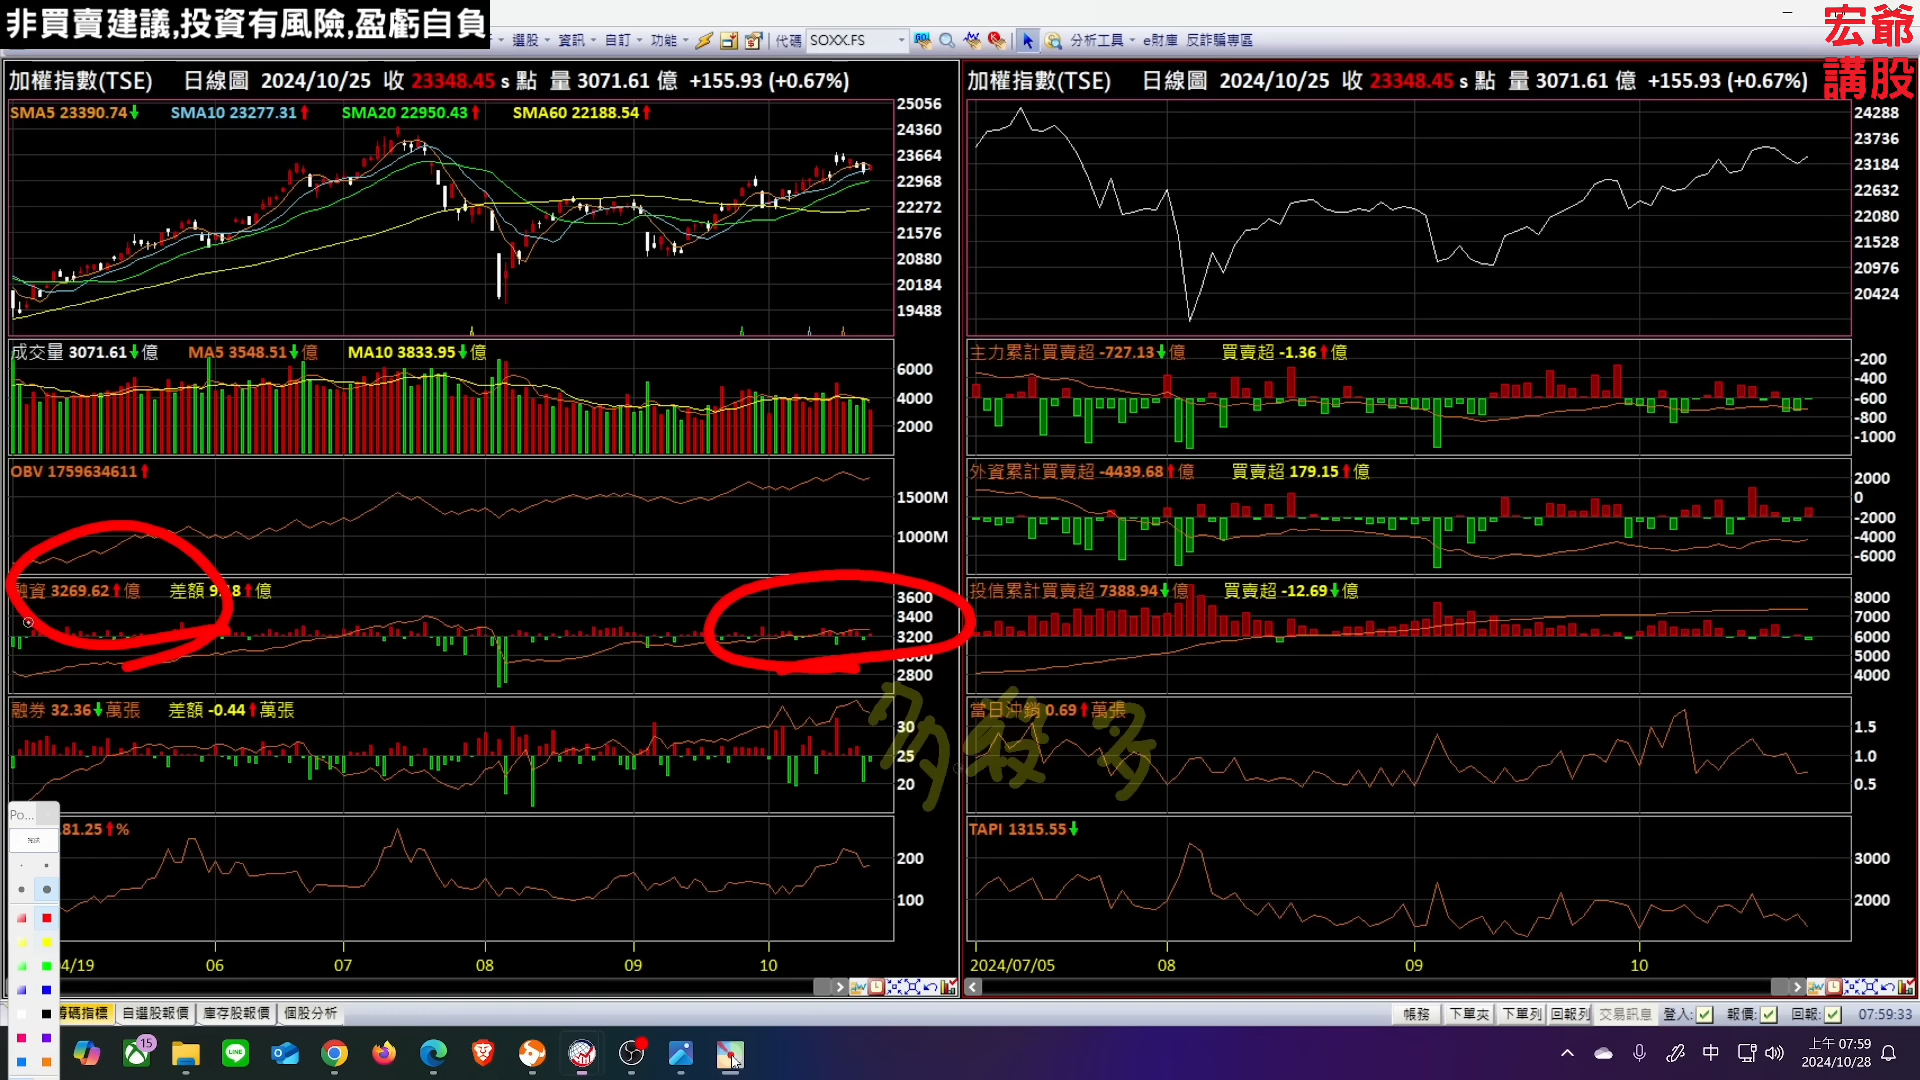 非買賣建議,投資有風險,盈虧自負
宏爺
講股
選股 資訊 自訂 功能 代碼 SOXX.FS 分析工具 e財庫 反詐騙專區
加權指數(TSE) 日線圖 2024/10/25 收 23348.45 s 點 量 3071.61 億 +155.93 (+0.67%)
SMA5 23390.74 SMA10 23277.31 SMA20 22950.43 SMA60 22188.54
25056
24360
23664
22968
22272
21576
20880
20184
19488
成交量 3071.61 億 MA5 3548.51 億 MA10 3833.95 億
6000
4000
2000
OBV 1759634611
1500M
1000M
融資 3269.62 億 差額 9.18 億
3600
3400
3200
3000
2800
融券 32.36 萬張 差額 -0.44 萬張
30
25
20
81.25 %
200
100
4/19 06 07 08 09 10
加權指數(TSE) 日線圖 2024/10/25 收 23348.45 s 點 量 3071.61 億 +155.93 (+0.67%)
24288
23736
23184
22632
22080
21528
20976
20424
主力累計買賣超 -727.13 億 買賣超 -1.36 億
-200
-400
-600
-800
-1000
外資累計買賣超 -4439.68 億 買賣超 179.15 億
2000
0
-2000
-4000
-6000
投信累計買賣超 7388.94 億 買賣超 -12.69 億
8000
7000
6000
5000
4000
當日沖銷 0.69 萬張
1.5
1.0
0.5
TAPI 1315.55
3000
2000
2024/07/05 08 09 10
Po...
籌碼指標 自選股報價 庫存股報價 個股分析
帳務 下單夾 下單列 回報列 交易訊息 登入: 報價: 回報: 07:59:33
15
中
上午 07:59
2024/10/28